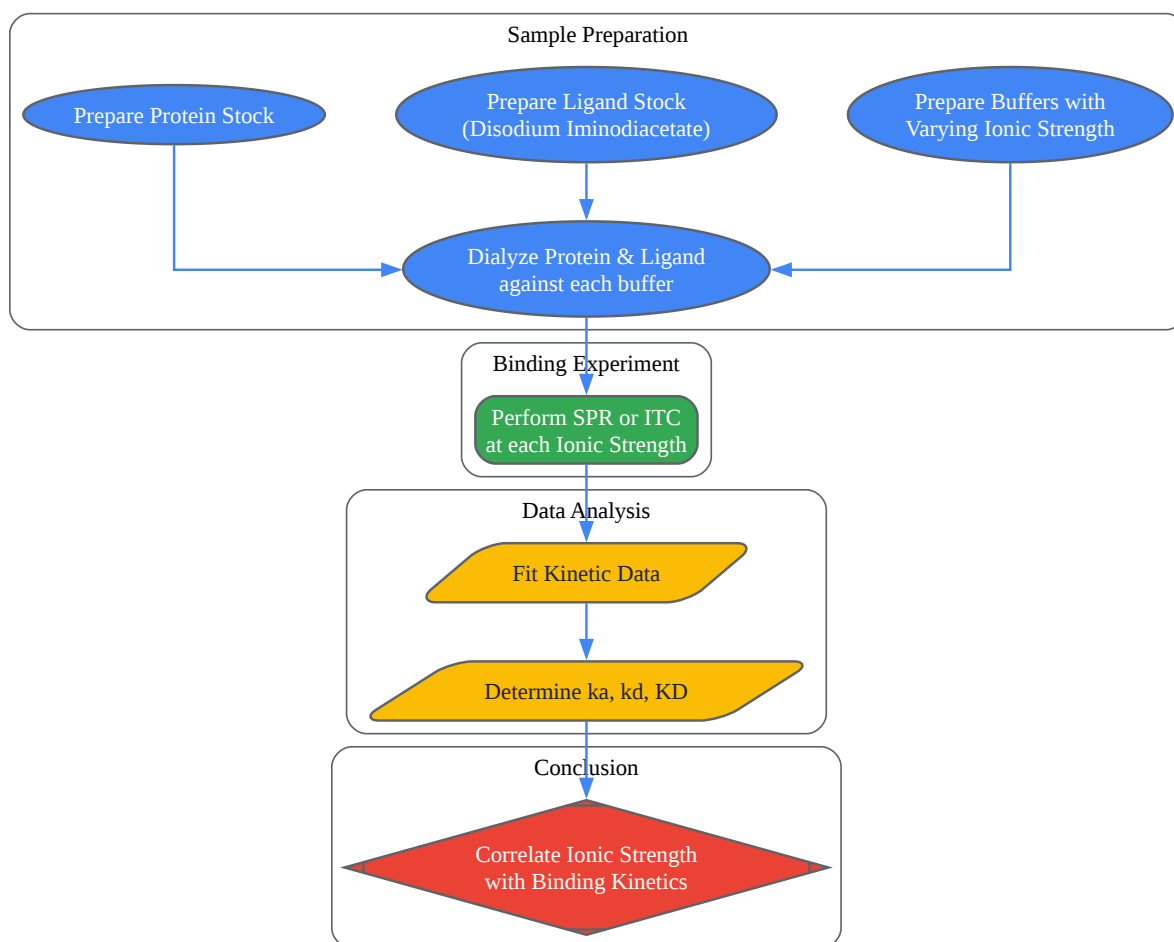 Sample Preparation
Prepare Protein Stock
Prepare Ligand Stock
(Disodium Iminodiacetate)
Prepare Buffers with
Varying Ionic Strength
Dialyze Protein & Ligand
against each buffer
Binding Experiment
Perform SPR or ITC
at each Ionic Strength
Data Analysis
Fit Kinetic Data
Determine ka, kd, KD
Conclusion
Correlate Ionic Strength
with Binding Kinetics